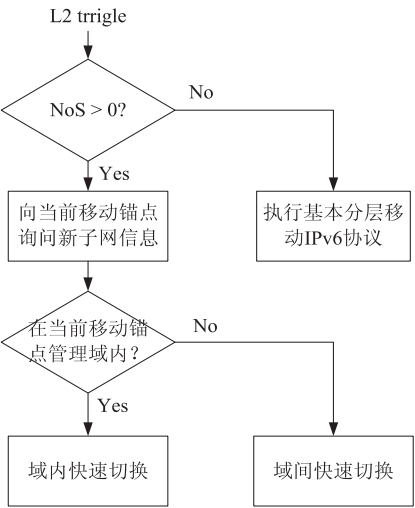 L2 trrigle
NoS > 0?
No
Yes
向当前移动锚点
询问新子网信息
执行基本分层移
动IPv6协议
在当前移动锚
点管理域内?
No
Yes
域内快速切换
域间快速切换